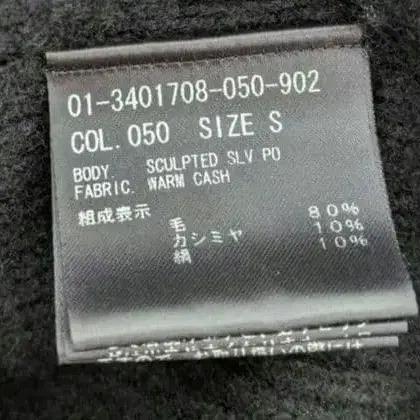 01-3401708-050-902
COL.050 SIZE S
BODY. SCULPTED SLV PO
FABRIC. WARM CASH
組成表示
毛 80%
カシミヤ 10%
絹 10%